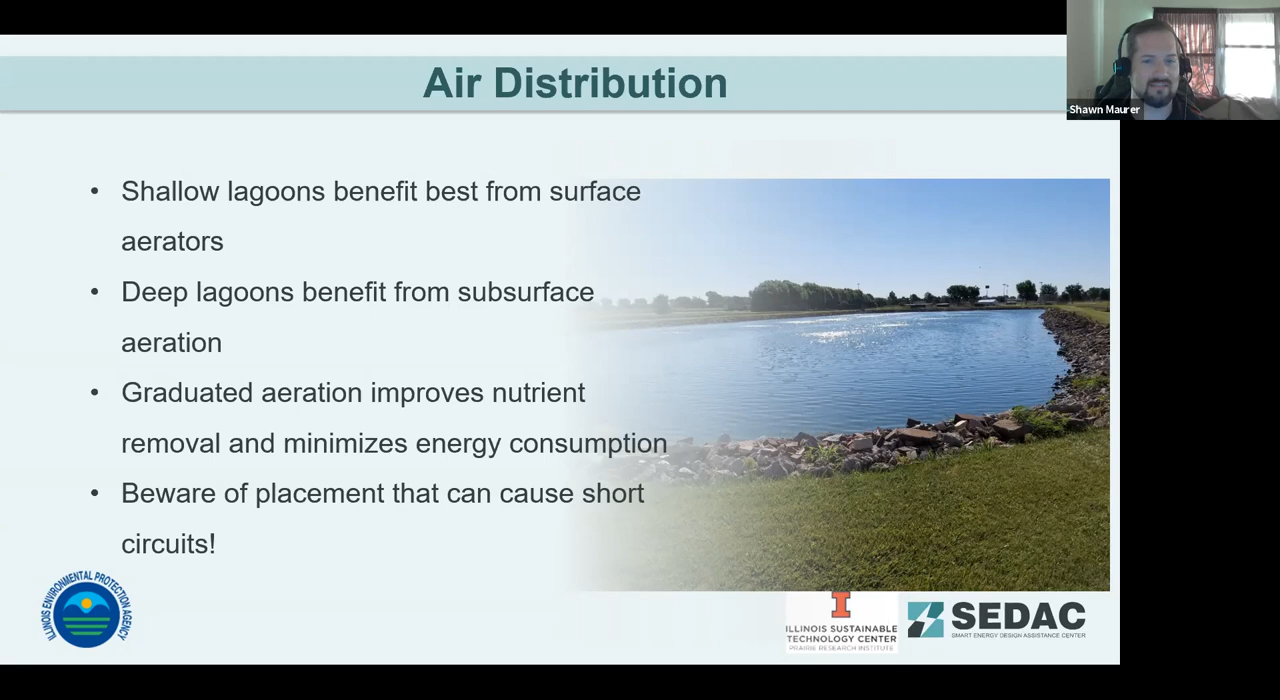 Air Distribution
Shawn Maurer
• Shallow lagoons benefit best from surface
aerators
• Deep lagoons benefit from subsurface
aeration
• Graduated aeration improves nutrient
removal and minimizes energy consumption
• Beware of placement that can cause short
circuits!
ILLINOIS ENVIRONMENTAL PROTECTION AGENCY
I
ILLINOIS SUSTAINABLE
TECHNOLOGY CENTER
PRAIRIE RESEARCH INSTITUTE
SEDAC
SMART ENERGY DESIGN ASSISTANCE CENTER